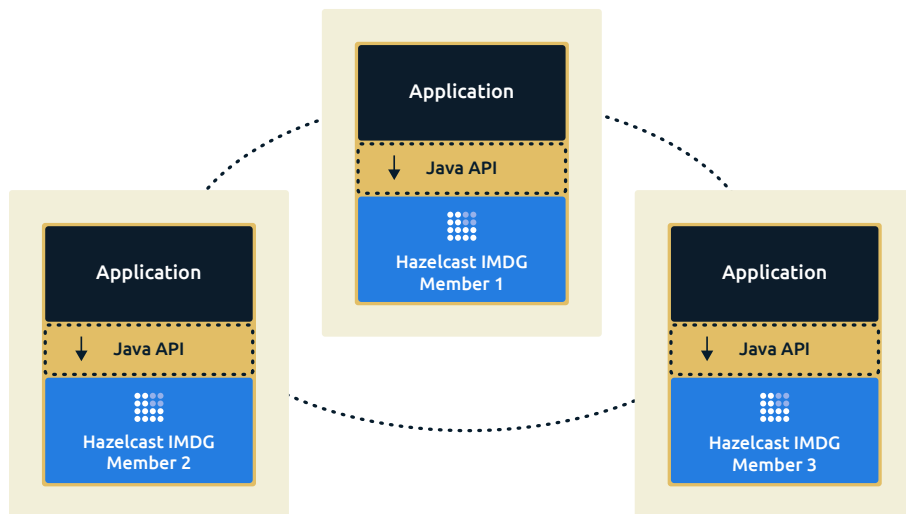 Application
Java API
Hazelcast IMDG
Member 1
Application
Java API
Hazelcast IMDG
Member 2
Application
Java API
Hazelcast IMDG
Member 3